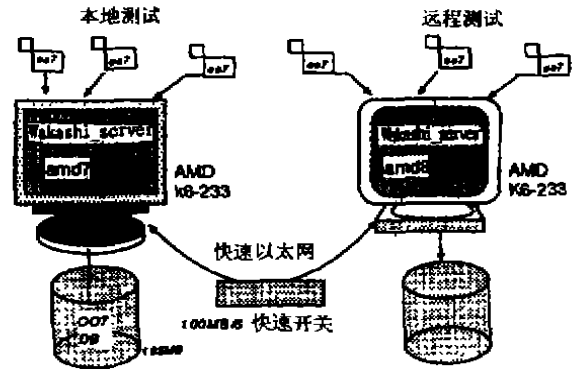 本地测试
远程测试
oo7
oo7
oo7
oo7
oo7
oo7
Wakashi_server
amd7
AMD
K6-233
Wakashi_server
amd8
AMD
K6-233
快速以太网
100MB/S 快速开关
OO7
DB